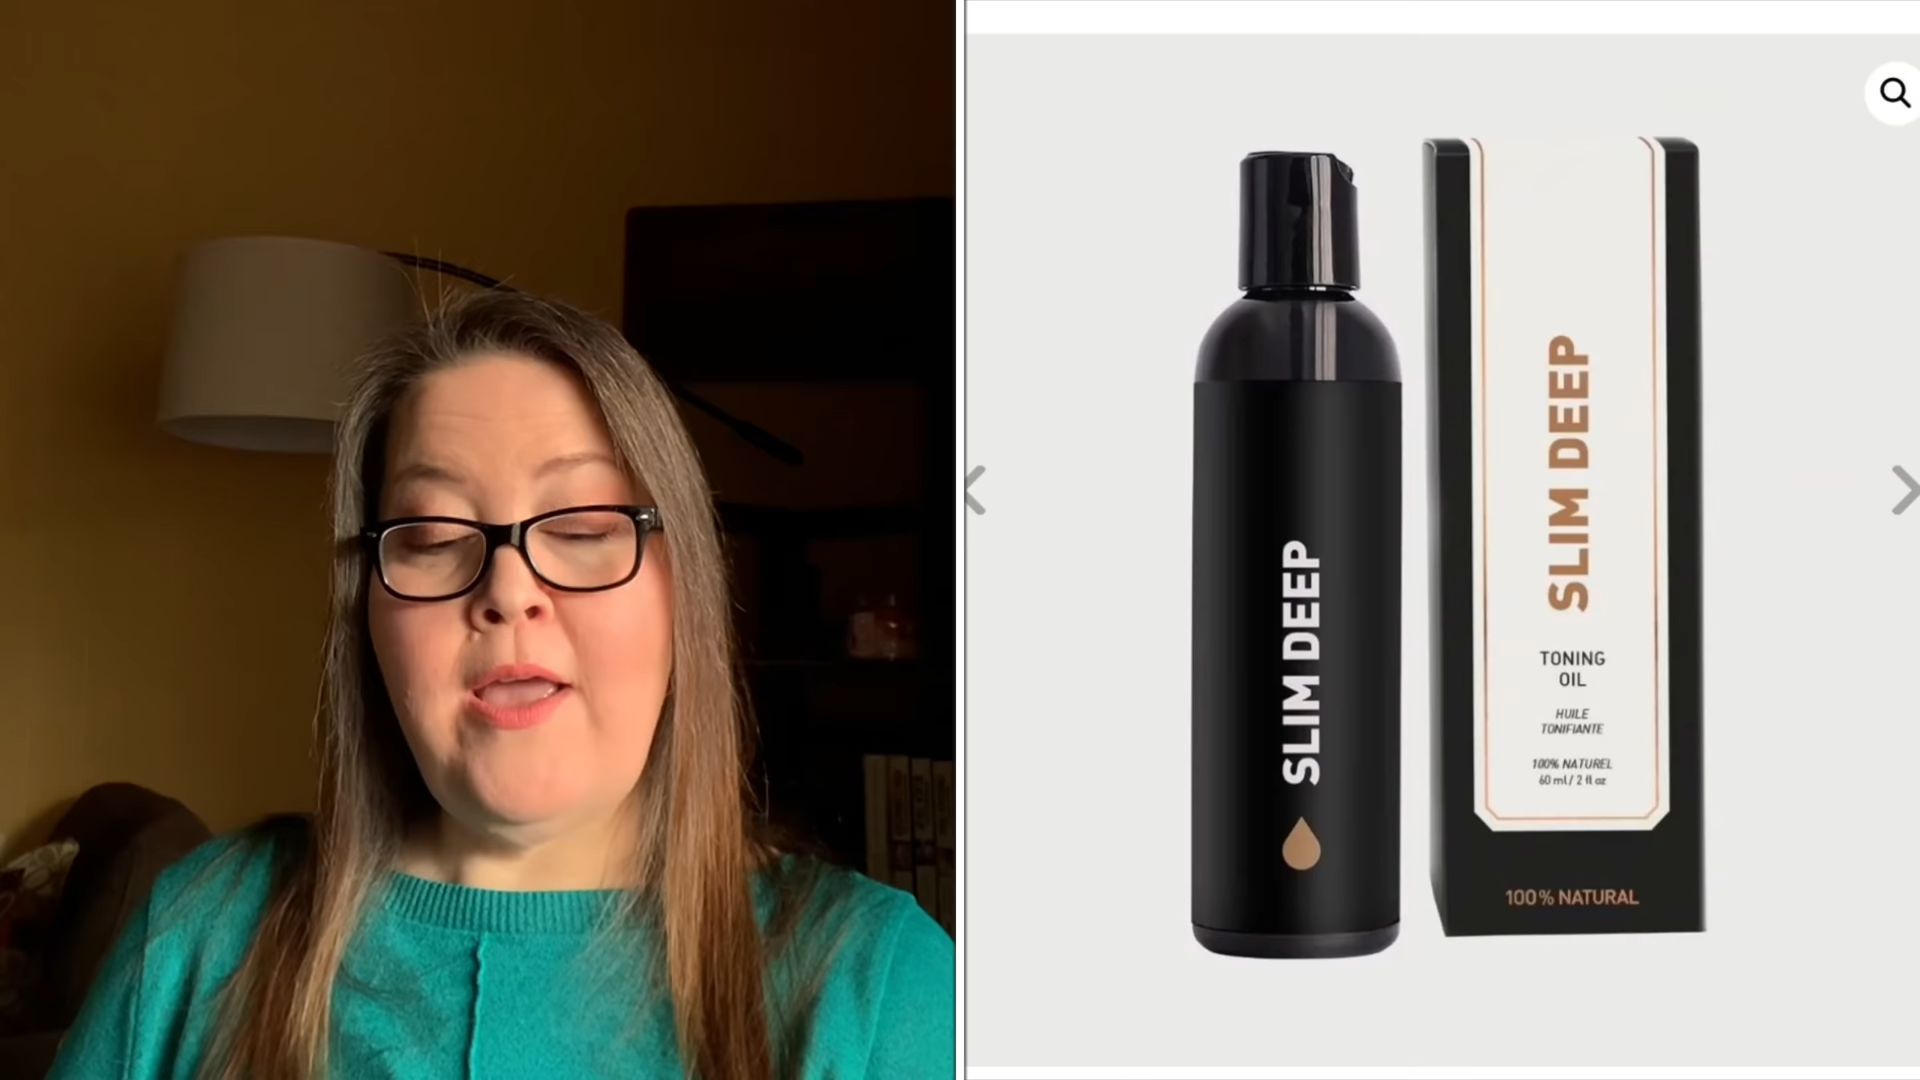 SLIM DEEP
SLIM DEEP
TONING
OIL
HUILE
TONIFIANTE
100% NATUREL
60 ml / 2 fl oz
100% NATURAL